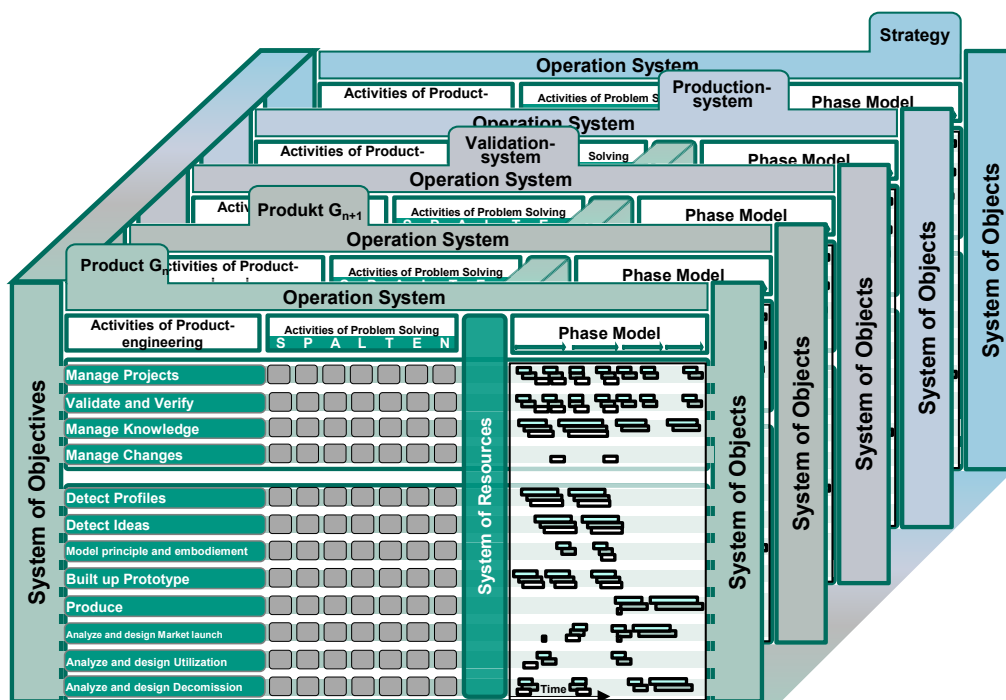 Strategy
Operation System
Activities of Product-
Activities of Problem S
Phase Model
Production-
system
Operation System
Activities of Product-
Solving
Phase Model
Validation-
system
Operation System
Activities of Problem Solving
Phase Model
Produkt Gn+1
Operation System
ctivities of Product-
Activities of Problem Solving
Phase Model
Product Gn
Operation System
Activities of Product-
engineering
Activities of Problem Solving
S P A L T E N
Phase Model
Manage Projects
Validate and Verify
Manage Knowledge
Manage Changes
Detect Profiles
Detect Ideas
Model principle and embodiement
Built up Prototype
Produce
Analyze and design Market launch
Analyze and design Utilization
Analyze and design Decomission
Time
System of Objectives
System of Resources
System of Objects
System of Objects
System of Objects
System of Objects
System of Objects